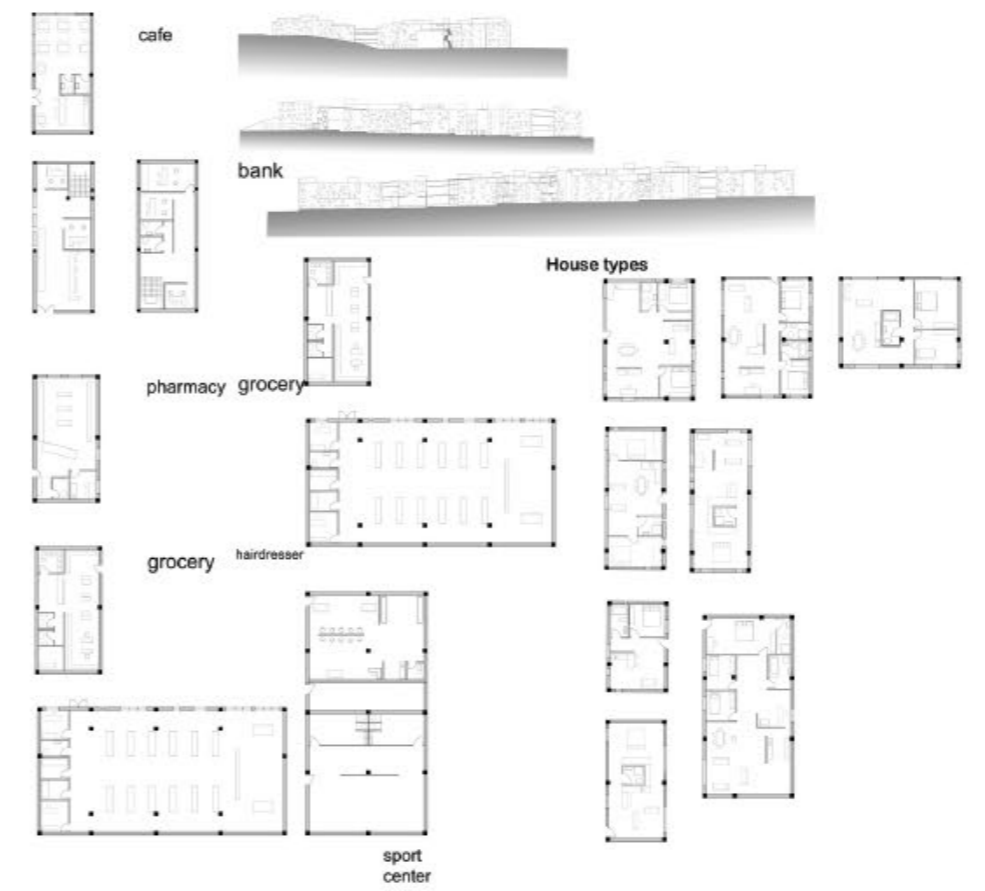 cafe
bank
House types
pharmacy
grocery
grocery
hairdresser
sport
center